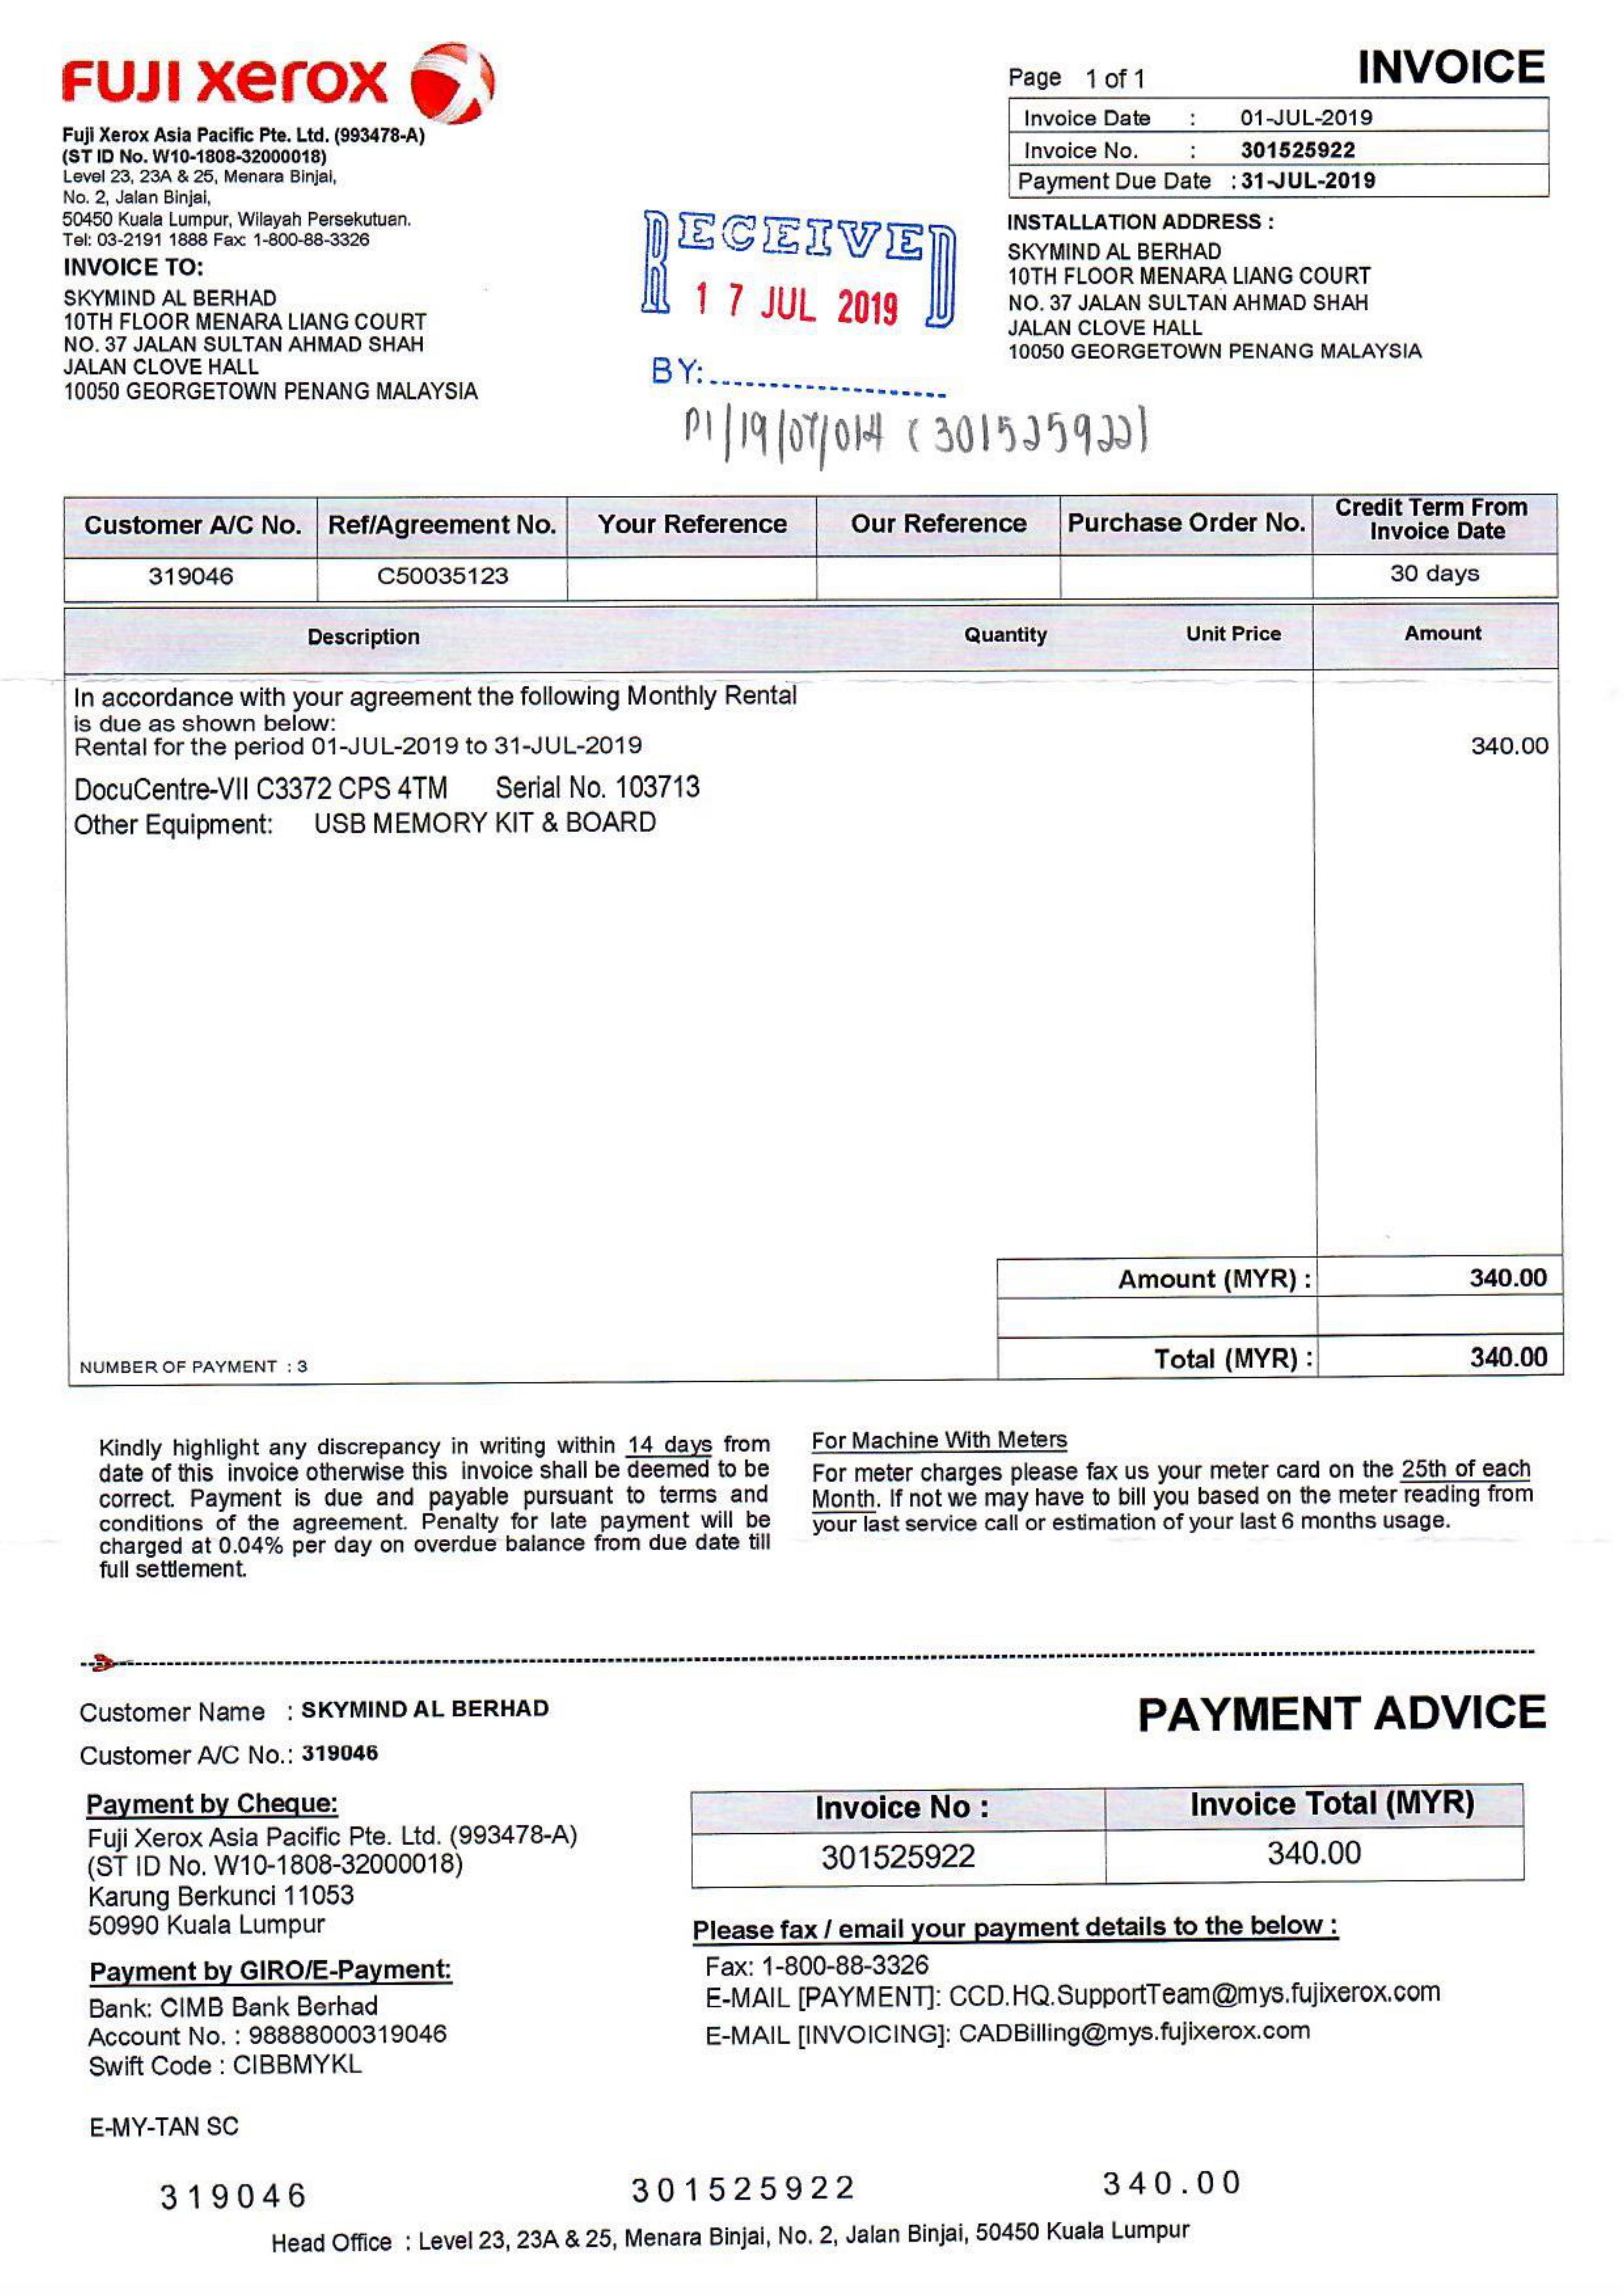 FUJI xerox
Fuji Xerox Asia Pacific Pte. Ltd. (993478-A)
(ST ID No. W10-1808-32000018)
Level 23, 23A & 25, Menara Binjai,
No. 2, Jalan Binjai,
50450 Kuala Lumpur, Wilayah Persekutuan.
Tel: 03-2191 1888 Fax: 1-800-88-3326
INVOICE TO:
SKYMIND AL BERHAD
10TH FLOOR MENARA LIANG COURT
NO. 37 JALAN SULTAN AHMAD SHAH
JALAN CLOVE HALL
10050 GEORGETOWN PENANG MALAYSIA
RECEIVED
17 JUL 2019
BY:
PI/19/07/014 (301525922)
Page 1 of 1
INVOICE
Invoice Date : 01-JUL-2019
Invoice No. : 301525922
Payment Due Date : 31-JUL-2019
INSTALLATION ADDRESS :
SKYMIND AL BERHAD
10TH FLOOR MENARA LIANG COURT
NO. 37 JALAN SULTAN AHMAD SHAH
JALAN CLOVE HALL
10050 GEORGETOWN PENANG MALAYSIA
Customer A/C No. Ref/Agreement No. Your Reference Our Reference Purchase Order No. Credit Term From Invoice Date
319046 C50035123 30 days
Description Quantity Unit Price Amount
In accordance with your agreement the following Monthly Rental
is due as shown below:
Rental for the period 01-JUL-2019 to 31-JUL-2019 340.00
DocuCentre-VII C3372 CPS 4TM Serial No. 103713
Other Equipment: USB MEMORY KIT & BOARD
Amount (MYR) : 340.00
NUMBER OF PAYMENT : 3
Total (MYR) : 340.00
Kindly highlight any discrepancy in writing within 14 days from
date of this invoice otherwise this invoice shall be deemed to be
correct. Payment is due and payable pursuant to terms and
conditions of the agreement. Penalty for late payment will be
charged at 0.04% per day on overdue balance from due date till
full settlement.
For Machine With Meters
For meter charges please fax us your meter card on the 25th of each
Month. If not we may have to bill you based on the meter reading from
your last service call or estimation of your last 6 months usage.
Customer Name : SKYMIND AL BERHAD
Customer A/C No.: 319046
PAYMENT ADVICE
Payment by Cheque:
Fuji Xerox Asia Pacific Pte. Ltd. (993478-A)
(ST ID No. W10-1808-32000018)
Karung Berkunci 11053
50990 Kuala Lumpur
Payment by GIRO/E-Payment:
Bank: CIMB Bank Berhad
Account No. : 98888000319046
Swift Code : CIBBMYKL
E-MY-TAN SC
Invoice No : Invoice Total (MYR)
301525922 340.00
Please fax / email your payment details to the below :
Fax: 1-800-88-3326
E-MAIL [PAYMENT]: CCD.HQ.SupportTeam@mys.fujixerox.com
E-MAIL [INVOICING]: CADBilling@mys.fujixerox.com
319046 301525922 340.00
Head Office : Level 23, 23A & 25, Menara Binjai, No. 2, Jalan Binjai, 50450 Kuala Lumpur